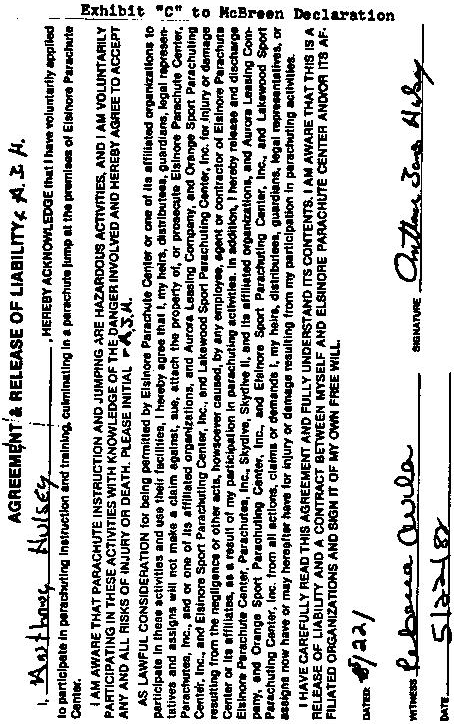 Exhibit "C" to McBreen Declaration
AGREEMENT & RELEASE OF LIABILITY A. J. H.
I, Anthony Hulsey, HEREBY ACKNOWLEDGE that I have voluntarily applied
to participate in parachuting instruction and training, culminating in a parachute jump at the premises of Elsinore Parachute
Center.
I AM AWARE THAT PARACHUTE INSTRUCTION AND JUMPING ARE HAZARDOUS ACTIVITIES, AND I AM VOLUNTARILY
PARTICIPATING IN THESE ACTIVITIES WITH KNOWLEDGE OF THE DANGER INVOLVED AND HEREBY AGREE TO ACCEPT
ANY AND ALL RISKS OF INJURY OR DEATH. PLEASE INITIAL A. J. H.
AS LAWFUL CONSIDERATION for being permitted by Elsinore Parachute Center or one of its affiliated organizations to
participate in these activities and use their facilities, I hereby agree that I, my heirs, distributees, guardians, legal represen-
tatives and assigns will not make a claim against, sue, attach the property of, or prosecute Elsinore Parachute Center,
Parachutes, Inc., and or one of its affiliated organizations, and Aurora Leasing Company, and Orange Sport Parachuting
Center, Inc., and Elsinore Sport Parachuting Center, Inc., and Lakewood Sport Parachuting Center, Inc. for injury or damage
resulting from the negligence or other acts, howsoever caused, by any employee, agent or contractor of Elsinore Parachute
Center or its affiliates, as a result of my participation in parachuting activities. In addition, I hereby release and discharge
Elsinore Parachute Center, Parachutes, Inc., Skydive, Skydive II, and its affiliated organizations, and Aurora Leasing Com-
pany, and Orange Sport Parachuting Center, Inc., and Elsinore Sport Parachuting Center, Inc., and Lakewood Sport
Parachuting Center, Inc. from all actions, claims or demands I, my heirs, distributees, guardians, legal representatives, or
assigns now have or may hereafter have for injury or damage resulting from my participation in parachuting activities.
I HAVE CAREFULLY READ THIS AGREEMENT AND FULLY UNDERSTAND ITS CONTENTS. I AM AWARE THAT THIS IS A
RELEASE OF LIABILITY AND A CONTRACT BETWEEN MYSELF AND ELSINORE PARACHUTE CENTER AND/OR ITS AF-
FILIATED ORGANIZATIONS AND SIGN IT OF MY OWN FREE WILL.
DATED 5/22/
WITNESS Rebecca SIGNATURE Anthony James Hulsey
DATE 5/22/82